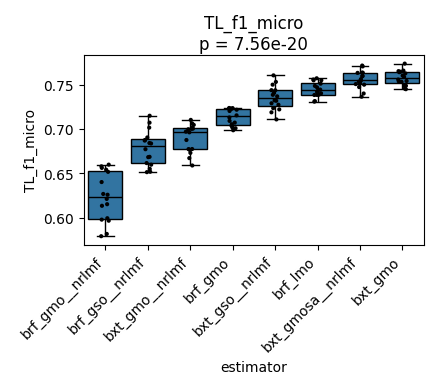 TL_f1_micro
p = 7.56e-20
TL_f1_micro
0.75
0.70
0.65
0.60
brf_gmo__nrlmf
brf_gso__nrlmf
bxt_gmo__nrlmf
brf_gmo
bxt_gso__nrlmf
brf_lmo
bxt_gmosa__nrlmf
bxt_gmo
estimator